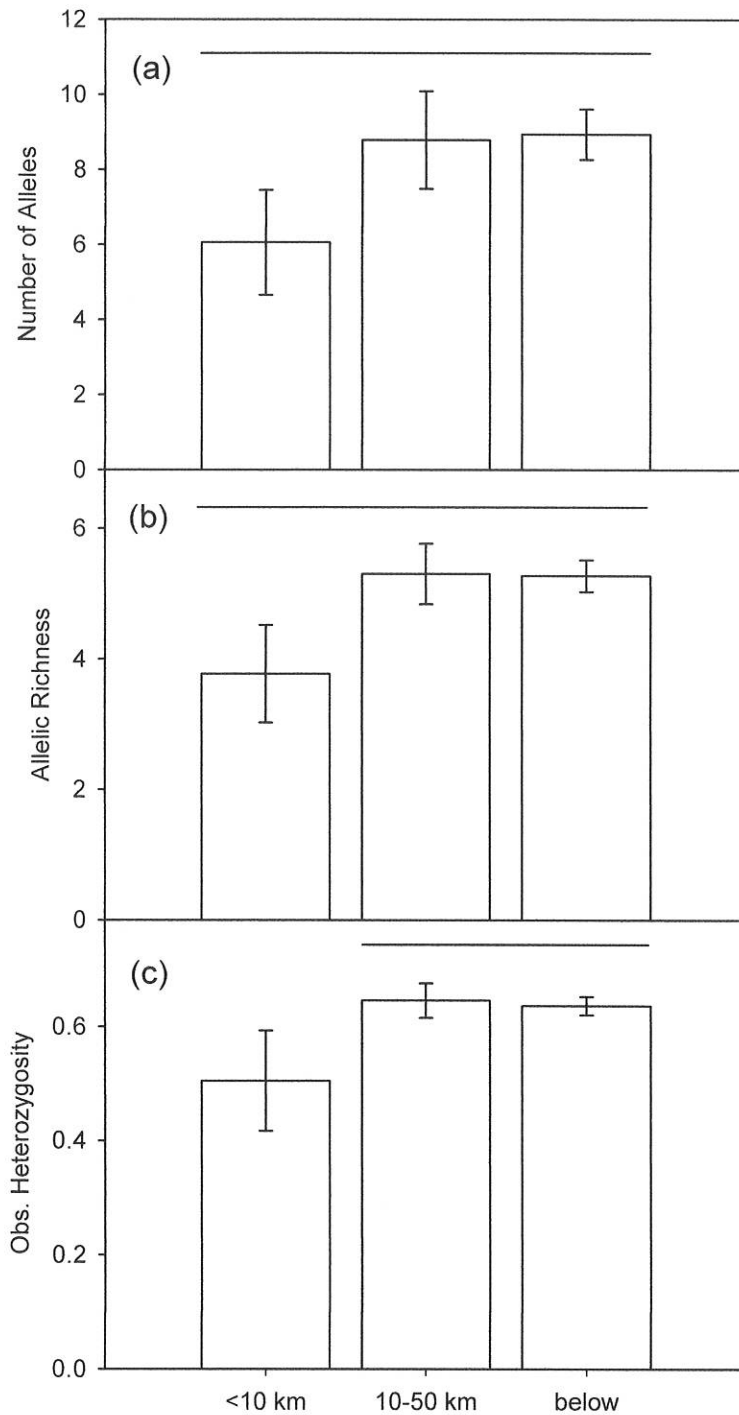 12
(a)
10
8
6
4
2
0
Number of Alleles
(b)
6
4
2
0
Allelic Richness
(c)
0.6
0.4
0.2
0.0
Obs. Heterozygosity
<10 km 10-50 km below